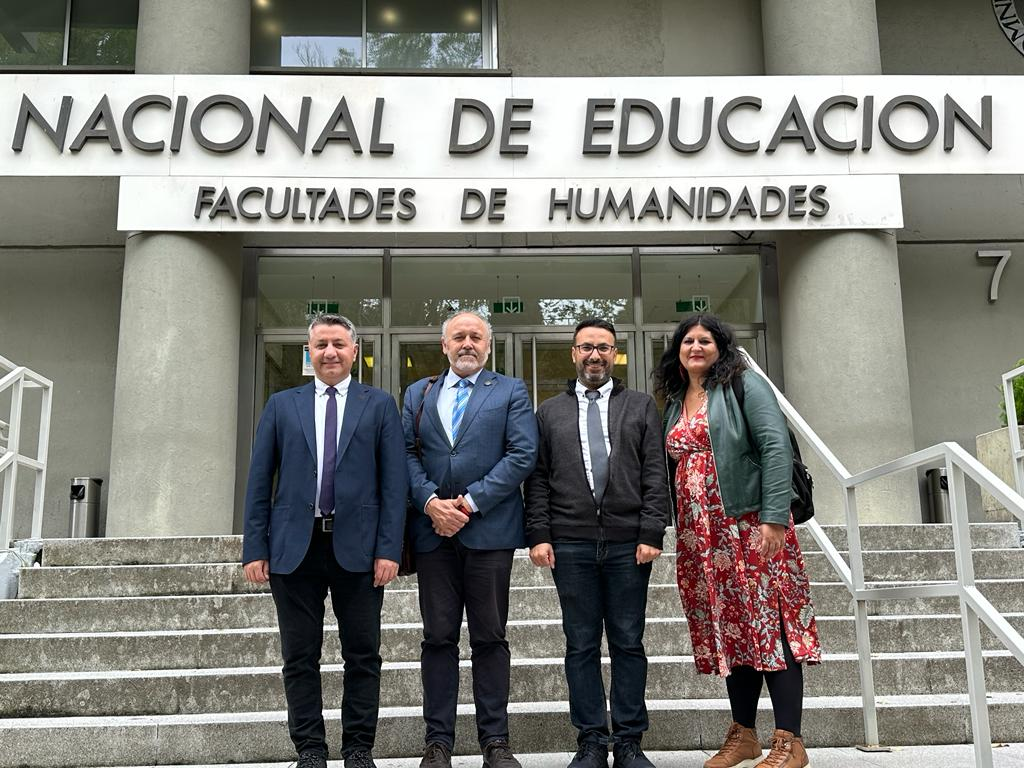 NACIONAL DE EDUCACION
FACULTADES DE HUMANIDADES
7